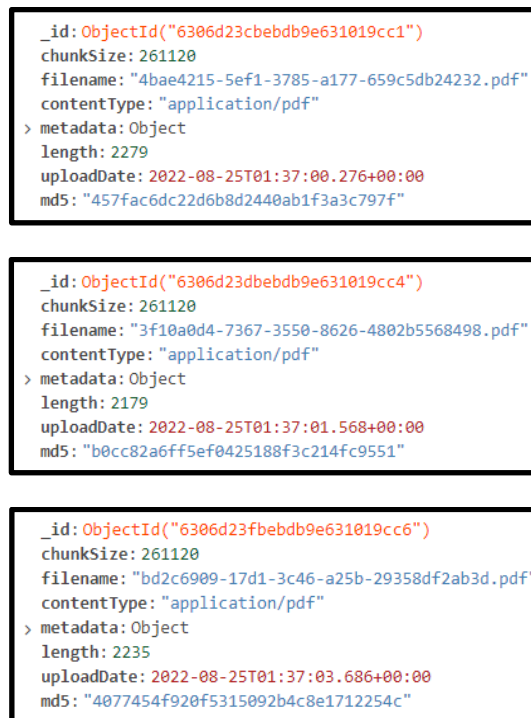 _id: ObjectId("6306d23cbebdb9e631019cc1")
chunkSize: 261120
filename: "4bae4215-5ef1-3785-a177-659c5db24232.pdf"
contentType: "application/pdf"
> metadata: Object
length: 2279
uploadDate: 2022-08-25T01:37:00.276+00:00
md5: "457fac6dc22d6b8d2440ab1f3a3c797f"
_id: ObjectId("6306d23dbebdb9e631019cc4")
chunkSize: 261120
filename: "3f10a0d4-7367-3550-8626-4802b5568498.pdf"
contentType: "application/pdf"
> metadata: Object
length: 2179
uploadDate: 2022-08-25T01:37:01.568+00:00
md5: "b0cc82a6ff5ef0425188f3c214fc9551"
_id: ObjectId("6306d23fbebdb9e631019cc6")
chunkSize: 261120
filename: "bd2c6909-17d1-3c46-a25b-29358df2ab3d.pdf"
contentType: "application/pdf"
> metadata: Object
length: 2235
uploadDate: 2022-08-25T01:37:03.686+00:00
md5: "4077454f920f5315092b4c8e1712254c"